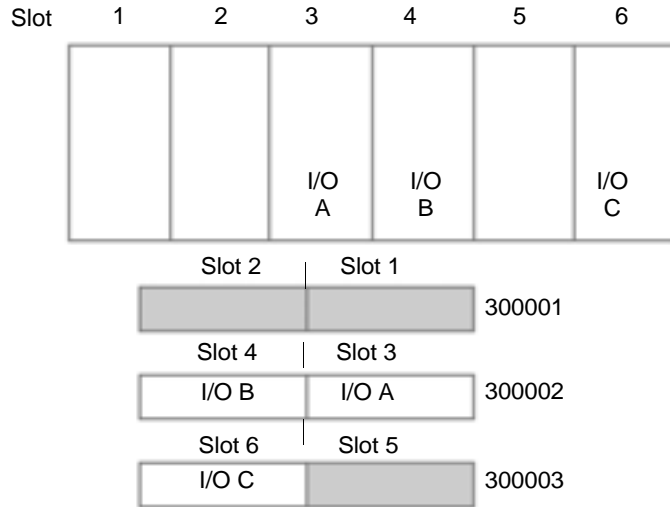 Slot 1 2 3 4 5 6
I/O A I/O B I/O C
Slot 2 Slot 1
300001
Slot 4 Slot 3
I/O B I/O A 300002
Slot 6 Slot 5
I/O C 300003